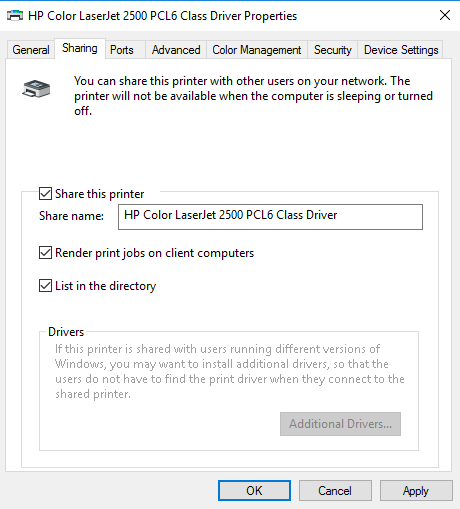 HP Color LaserJet 2500 PCL6 Class Driver Properties
General Sharing Ports Advanced Color Management Security Device Settings
You can share this printer with other users on your network. The
printer will not be available when the computer is sleeping or turned
off.
Share this printer
Share name: HP Color LaserJet 2500 PCL6 Class Driver
Render print jobs on client computers
List in the directory
Drivers
If this printer is shared with users running different versions of
Windows, you may want to install additional drivers, so that the
users do not have to find the print driver when they connect to the
shared printer.
Additional Drivers...
OK Cancel Apply